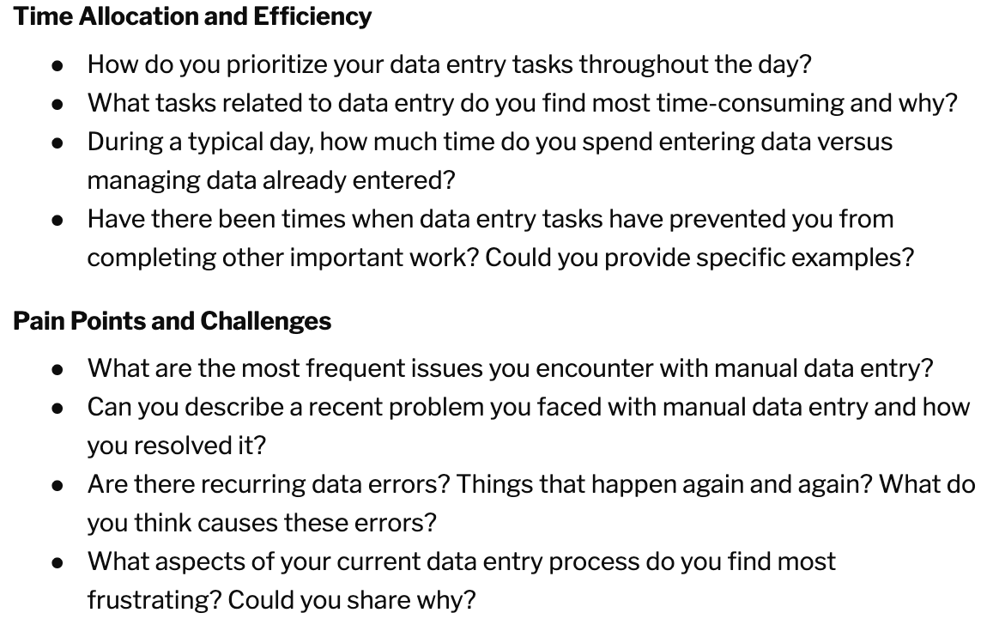 Time Allocation and Efficiency
● How do you prioritize your data entry tasks throughout the day?
● What tasks related to data entry do you find most time-consuming and why?
● During a typical day, how much time do you spend entering data versus
managing data already entered?
● Have there been times when data entry tasks have prevented you from
completing other important work? Could you provide specific examples?
Pain Points and Challenges
● What are the most frequent issues you encounter with manual data entry?
● Can you describe a recent problem you faced with manual data entry and how
you resolved it?
● Are there recurring data errors? Things that happen again and again? What do
you think causes these errors?
● What aspects of your current data entry process do you find most
frustrating? Could you share why?